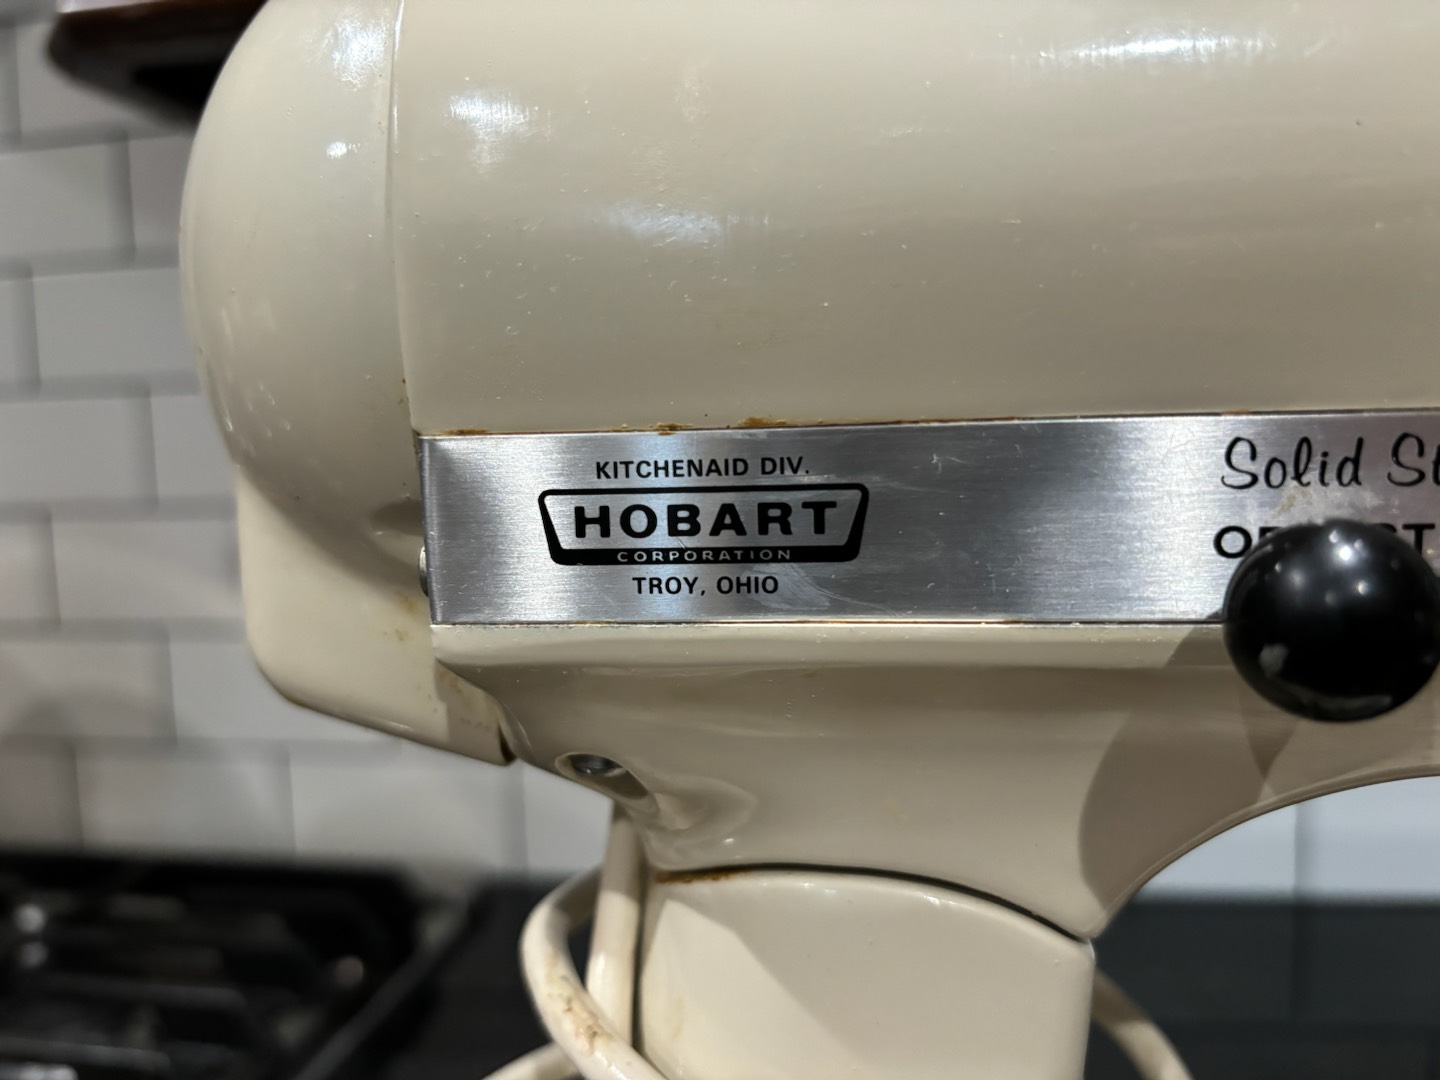 KITCHENAID DIV.
HOBART
CORPORATION
TROY, OHIO
Solid